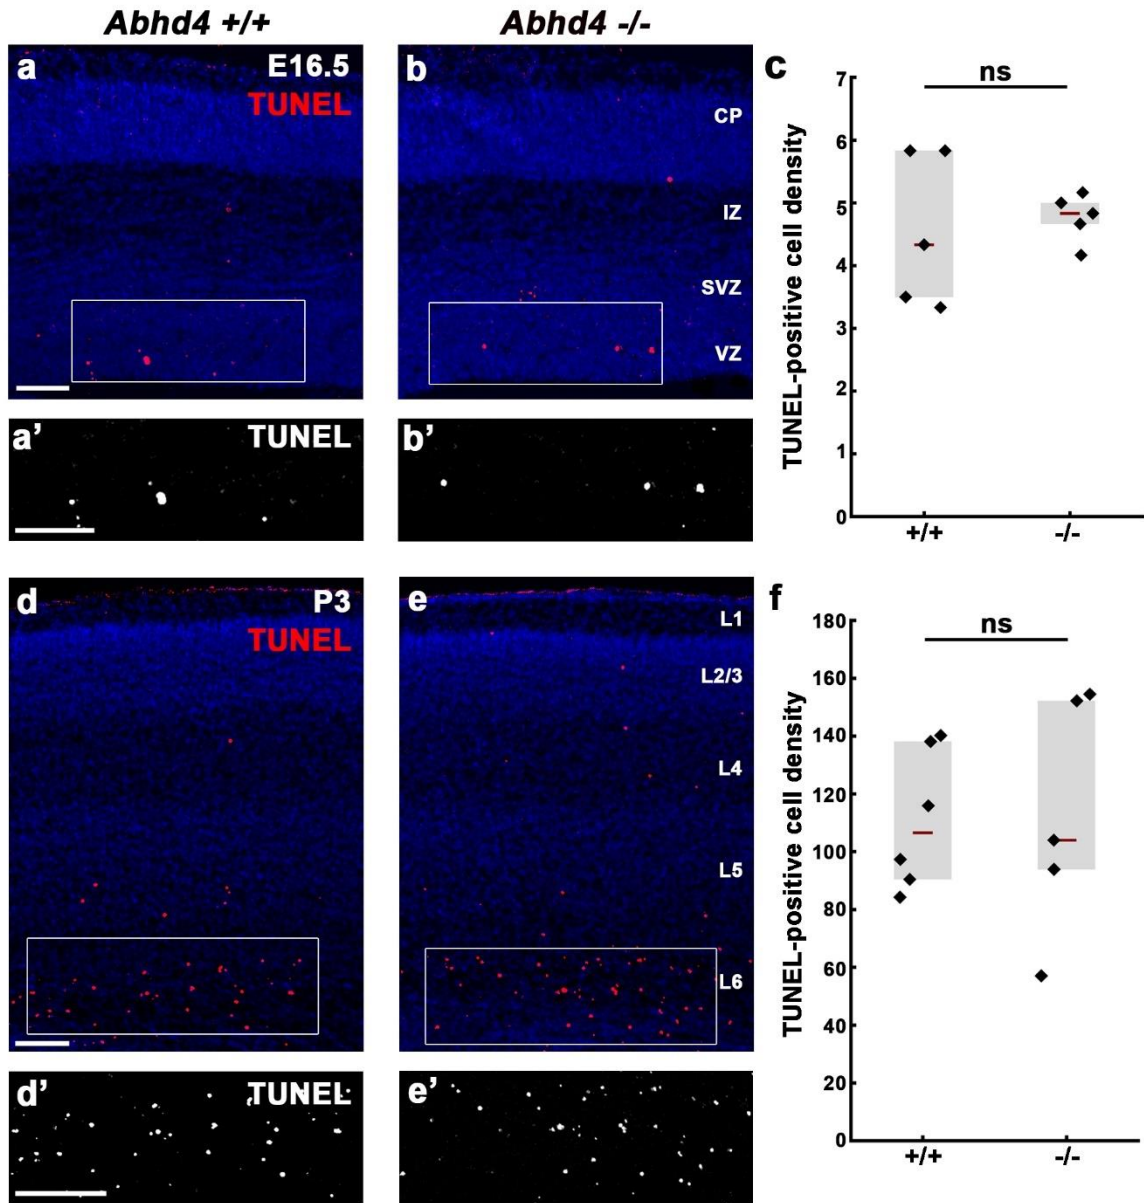 Abhd4 +/+
Abhd4 -/-
a
E16.5
TUNEL
b
CP
IZ
SVZ
VZ
a’
TUNEL
b’
c
ns
TUNEL-positive cell density
7
6
5
4
3
2
1
0
+/+
-/-
d
P3
TUNEL
e
L1
L2/3
L4
L5
L6
d’
TUNEL
e’
f
ns
TUNEL-positive cell density
180
160
140
120
100
80
60
40
20
0
+/+
-/-